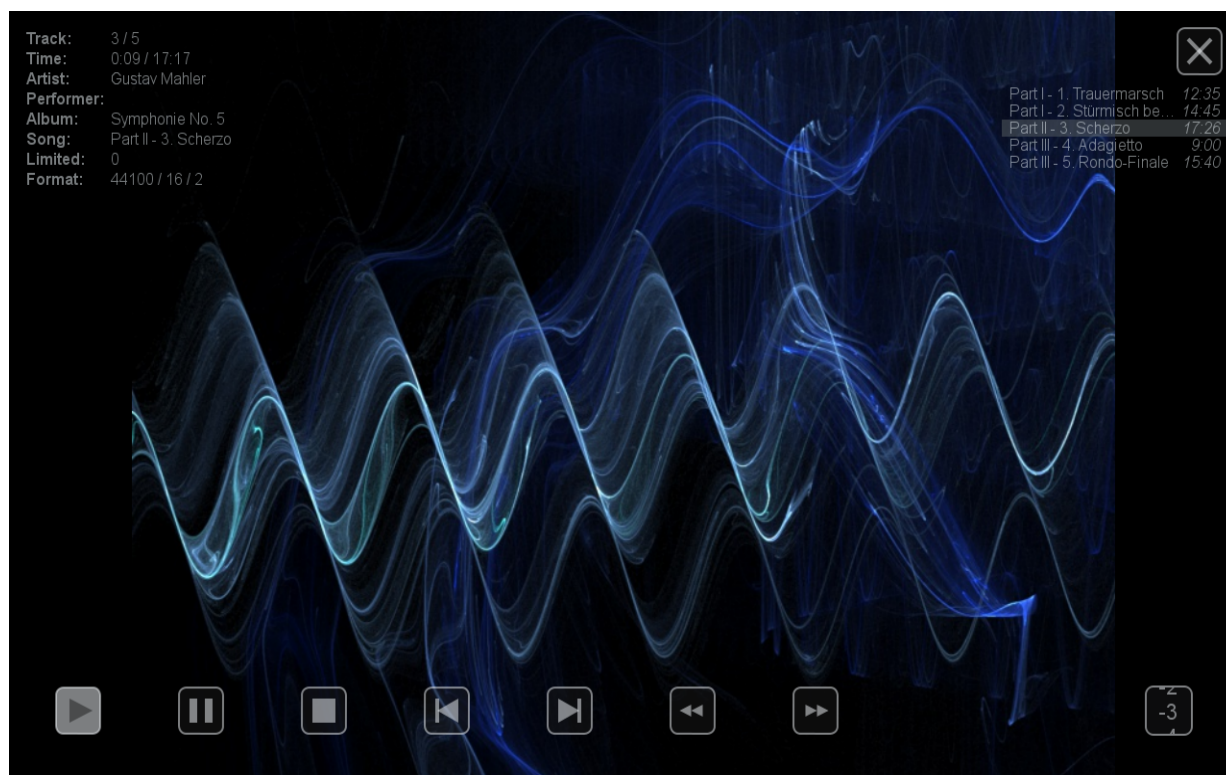 Track: 3 / 5
Time: 0:09 / 17:17
Artist: Gustav Mahler
Performer:
Album: Symphonie No. 5
Song: Part II - 3. Scherzo
Limited: 0
Format: 44100 / 16 / 2
Part I - 1. Trauermarsch 12:35
Part I - 2. Stürmisch be... 14:45
Part II - 3. Scherzo 17:26
Part III - 4. Adagietto 9:00
Part III - 5. Rondo-Finale 15:40
-2
-3